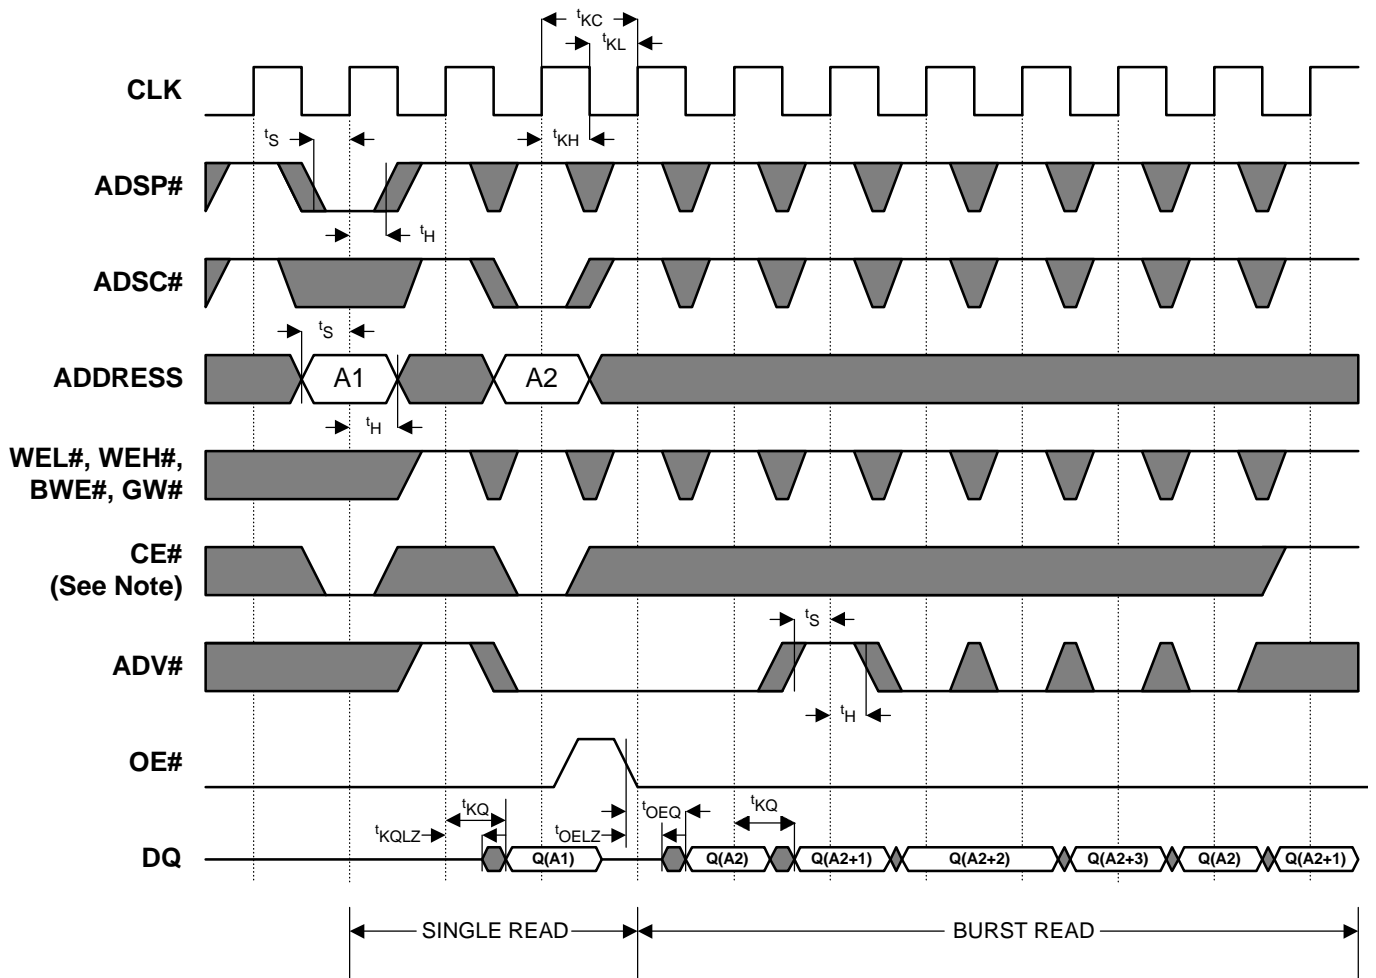 tKC
tKL
CLK
tS
tKH
ADSP#
tH
ADSC#
tS
ADDRESS
A1
A2
tH
WEL#, WEH#,
BWE#, GW#
CE#
(See Note)
tS
ADV#
tH
OE#
tKQ
tOEQ
tKQ
tKQLZ
tOELZ
DQ
Q(A1)
Q(A2)
Q(A2+1)
Q(A2+2)
Q(A2+3)
Q(A2)
Q(A2+1)
SINGLE READ
BURST READ